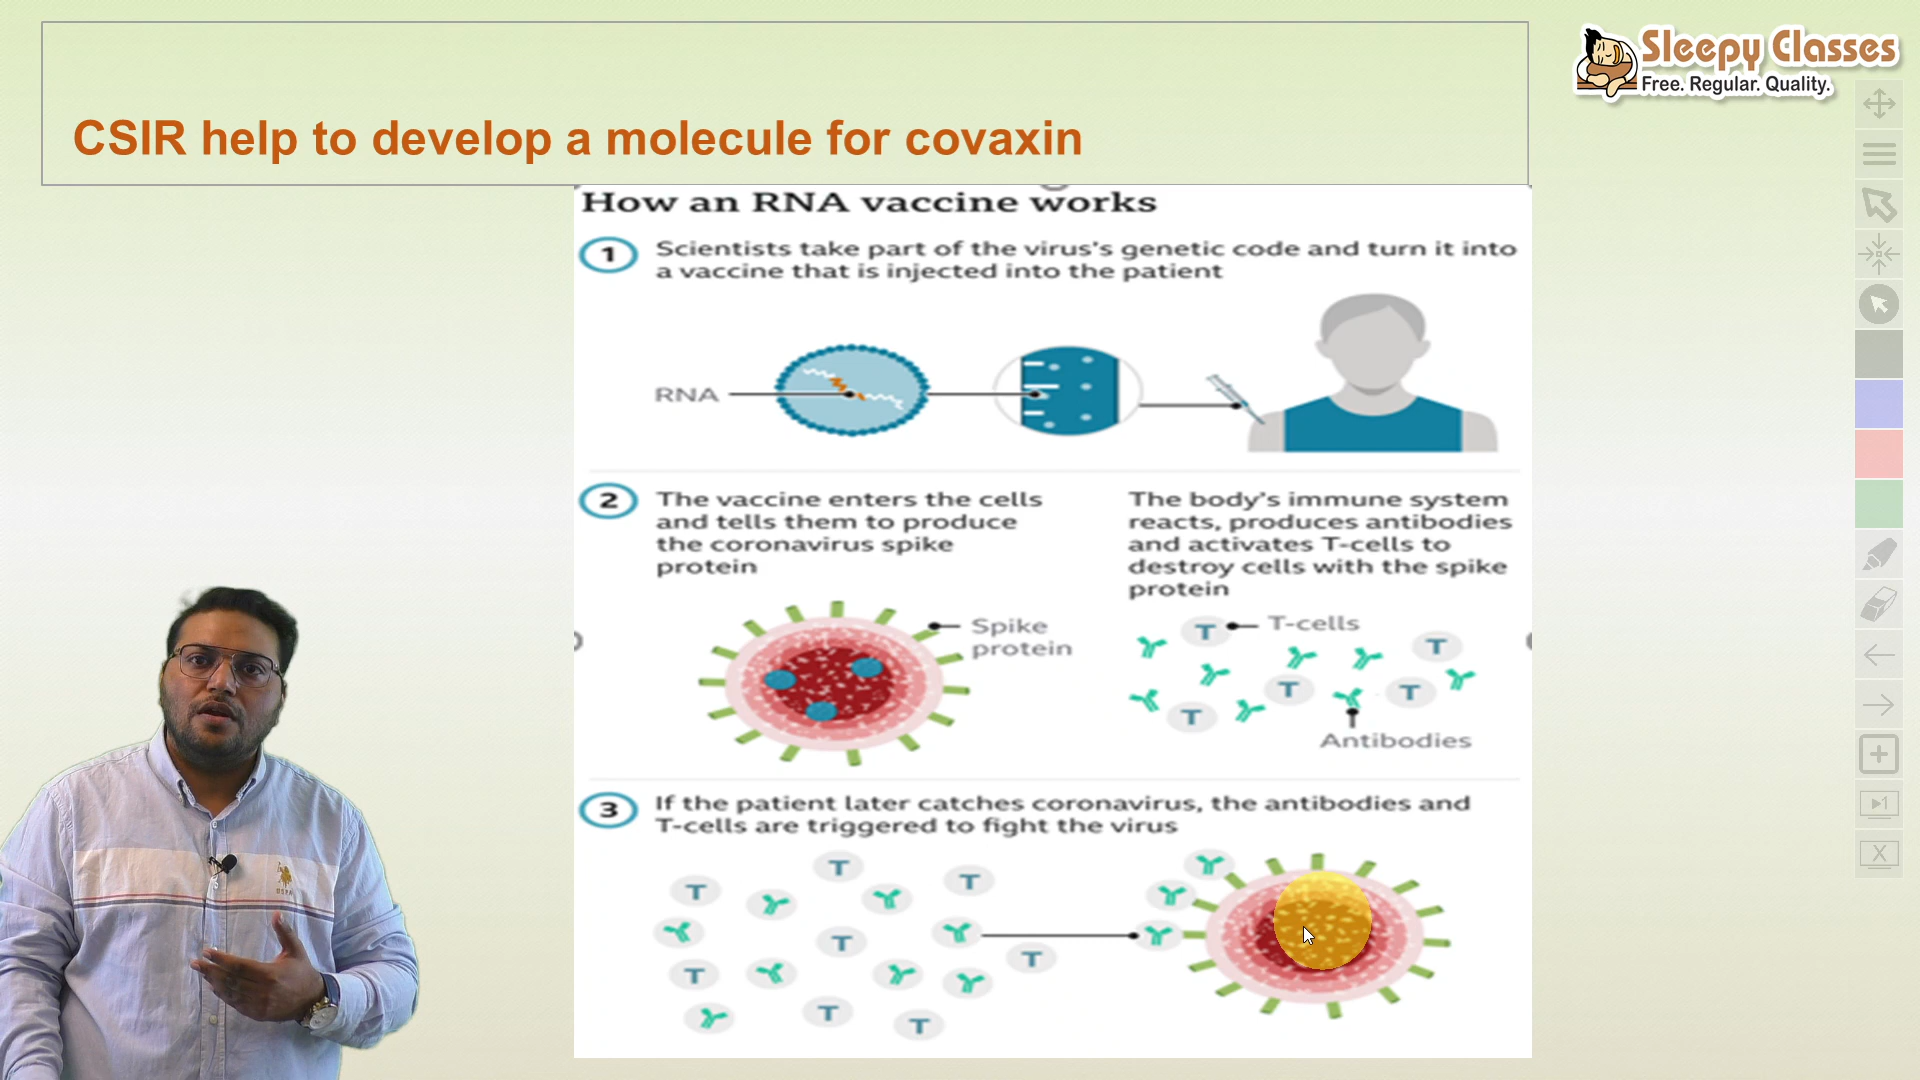 Sleepy Classes
Free. Regular. Quality.
CSIR help to develop a molecule for covaxin
How an RNA vaccine works
1
Scientists take part of the virus's genetic code and turn it into
a vaccine that is injected into the patient
RNA
2
The vaccine enters the cells
and tells them to produce
the coronavirus spike
protein
Spike
protein
The body's immune system
reacts, produces antibodies
and activates T-cells to
destroy cells with the spike
protein
T
T-cells
T
T
T
T
Antibodies
3
If the patient later catches coronavirus, the antibodies and
T-cells are triggered to fight the virus
T
T
T
T
T
T
T
T
1
X